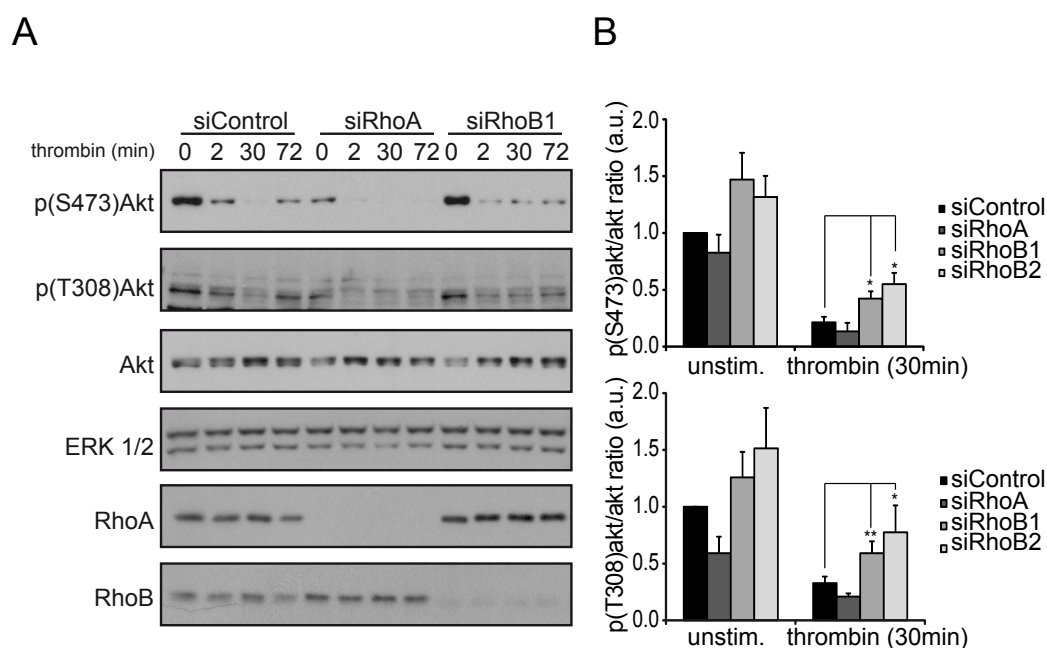 A
siControl siRhoA siRhoB1
thrombin (min) 0 2 30 72 0 2 30 72 0 2 30 72
p(S473)Akt
p(T308)Akt
Akt
ERK 1/2
RhoA
RhoB
B
p(S473)akt/akt ratio (a.u.)
2.0
1.5
1.0
0.5
0.0
* *
unstim. thrombin (30min)
siControl
siRhoA
siRhoB1
siRhoB2
p(T308)akt/akt ratio (a.u.)
2.0
1.5
1.0
0.5
0.0
** *
unstim. thrombin (30min)
siControl
siRhoA
siRhoB1
siRhoB2